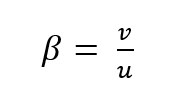 β = v/u